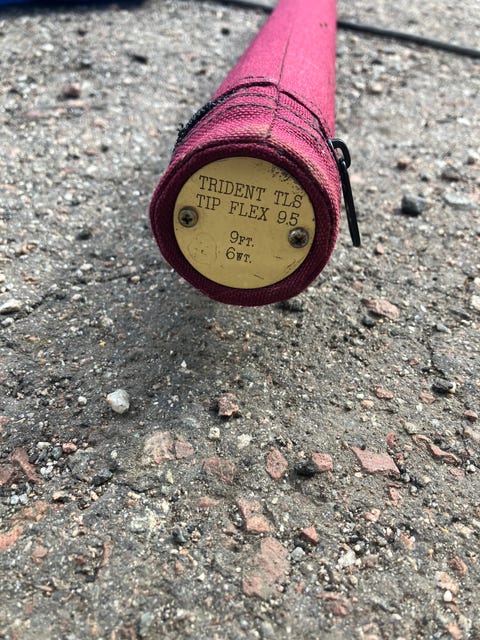 TRIDENT TLS
TIP FLEX 9.5
9FT.
6WT.